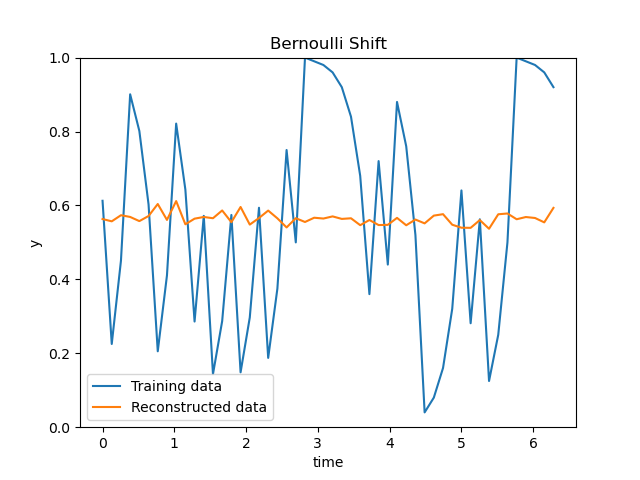 Bernoulli Shift
1.0
0.8
0.6
0.4
0.2
0.0
y
Training data
Reconstructed data
0 1 2 3 4 5 6
time